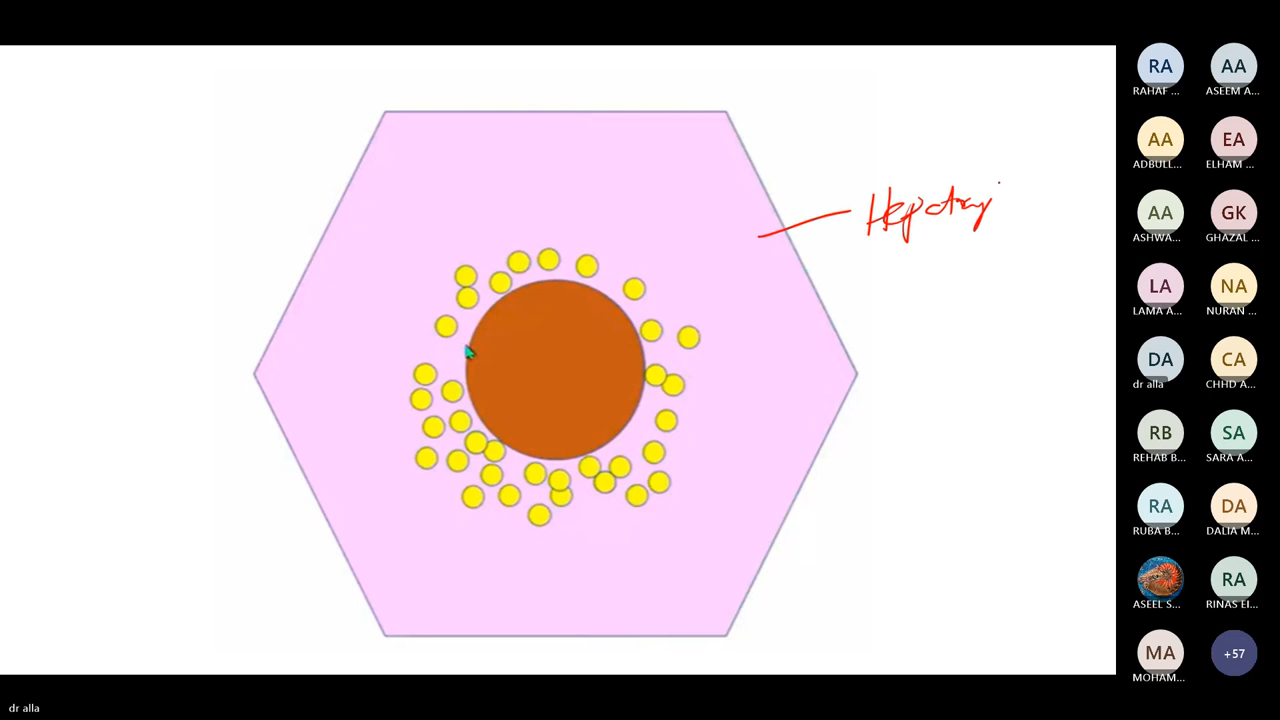 RA AA
RAHAF ... ASEEM A...
AA EA
ADBULL... ELHAM ...
AA GK
ASHWA... GHAZAL ...
LA NA
LAMA A... NURAN ...
DA CA
dr alla CHHD A...
RB SA
REHAB B... SARA A...
RA DA
RUBA B... DALIA M...
RA
ASEEL S... RINAS EI...
MA +57
MOHAM...
dr alla